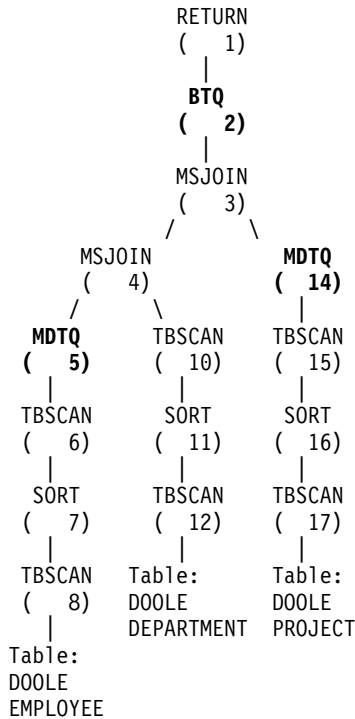 RETURN
(   1)
|
BTQ
(   2)
|
MSJOIN
(   3)
/   \
MSJOIN   MDTQ
(   4)   (  14)
/   \   |
MDTQ   TBSCAN   TBSCAN
(   5)   (  10)   (  15)
|   |   |
TBSCAN   SORT   SORT
(   6)   (  11)   (  16)
|   |   |
SORT   TBSCAN   TBSCAN
(   7)   (  12)   (  17)
|   |   |
TBSCAN   Table:   Table:
(   8)   DOOLE   DOOLE
|   DEPARTMENT   PROJECT
Table:
DOOLE
EMPLOYEE